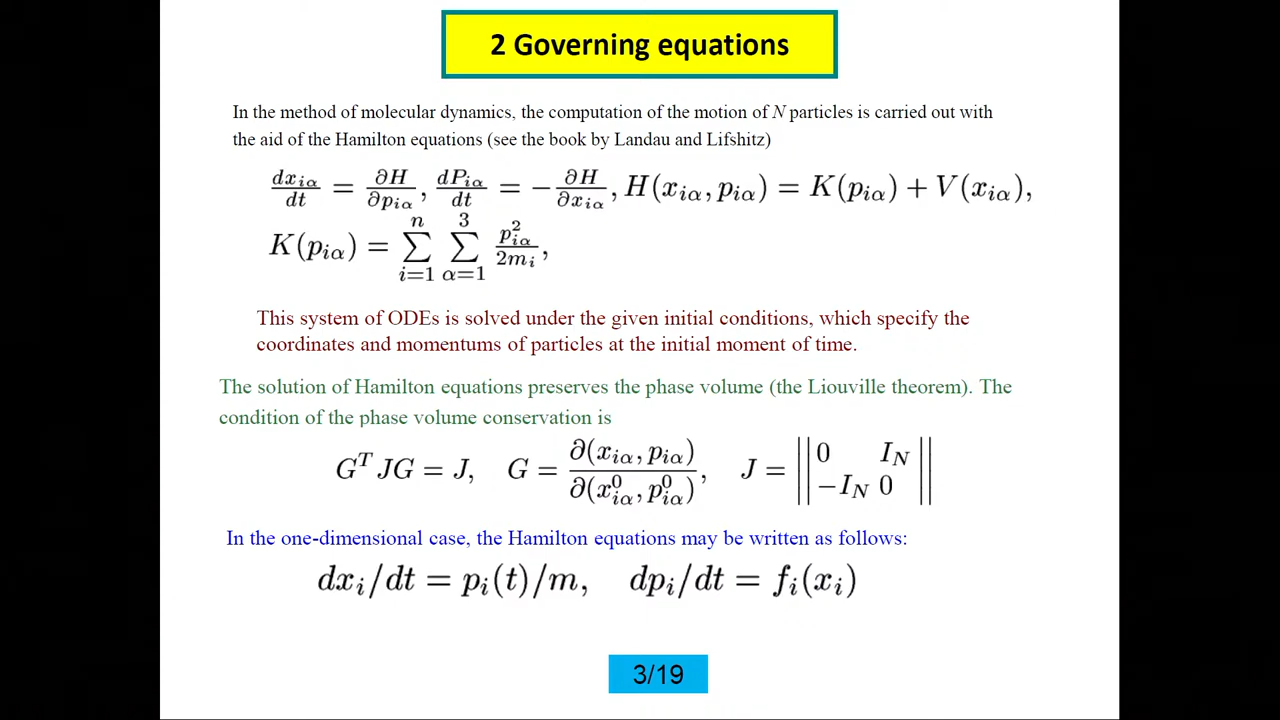 2 Governing equations
In the method of molecular dynamics, the computation of the motion of N particles is carried out with
the aid of the Hamilton equations (see the book by Landau and Lifshitz)
dx_{iα}/dt = ∂H/∂p_{iα}, dP_{iα}/dt = −∂H/∂x_{iα}, H(x_{iα}, p_{iα}) = K(p_{iα}) + V(x_{iα}),
K(p_{iα}) = ∑_{i=1}^{n} ∑_{α=1}^{3} p_{iα}^2/2m_i,
This system of ODEs is solved under the given initial conditions, which specify the
coordinates and momentums of particles at the initial moment of time.
The solution of Hamilton equations preserves the phase volume (the Liouville theorem). The
condition of the phase volume conservation is
G^T JG = J, G = ∂(x_{iα}, p_{iα})/∂(x_{iα}^0, p_{iα}^0), J = || 0 I_N
−I_N 0 ||
In the one-dimensional case, the Hamilton equations may be written as follows:
dx_i/dt = p_i(t)/m, dp_i/dt = f_i(x_i)
3/19